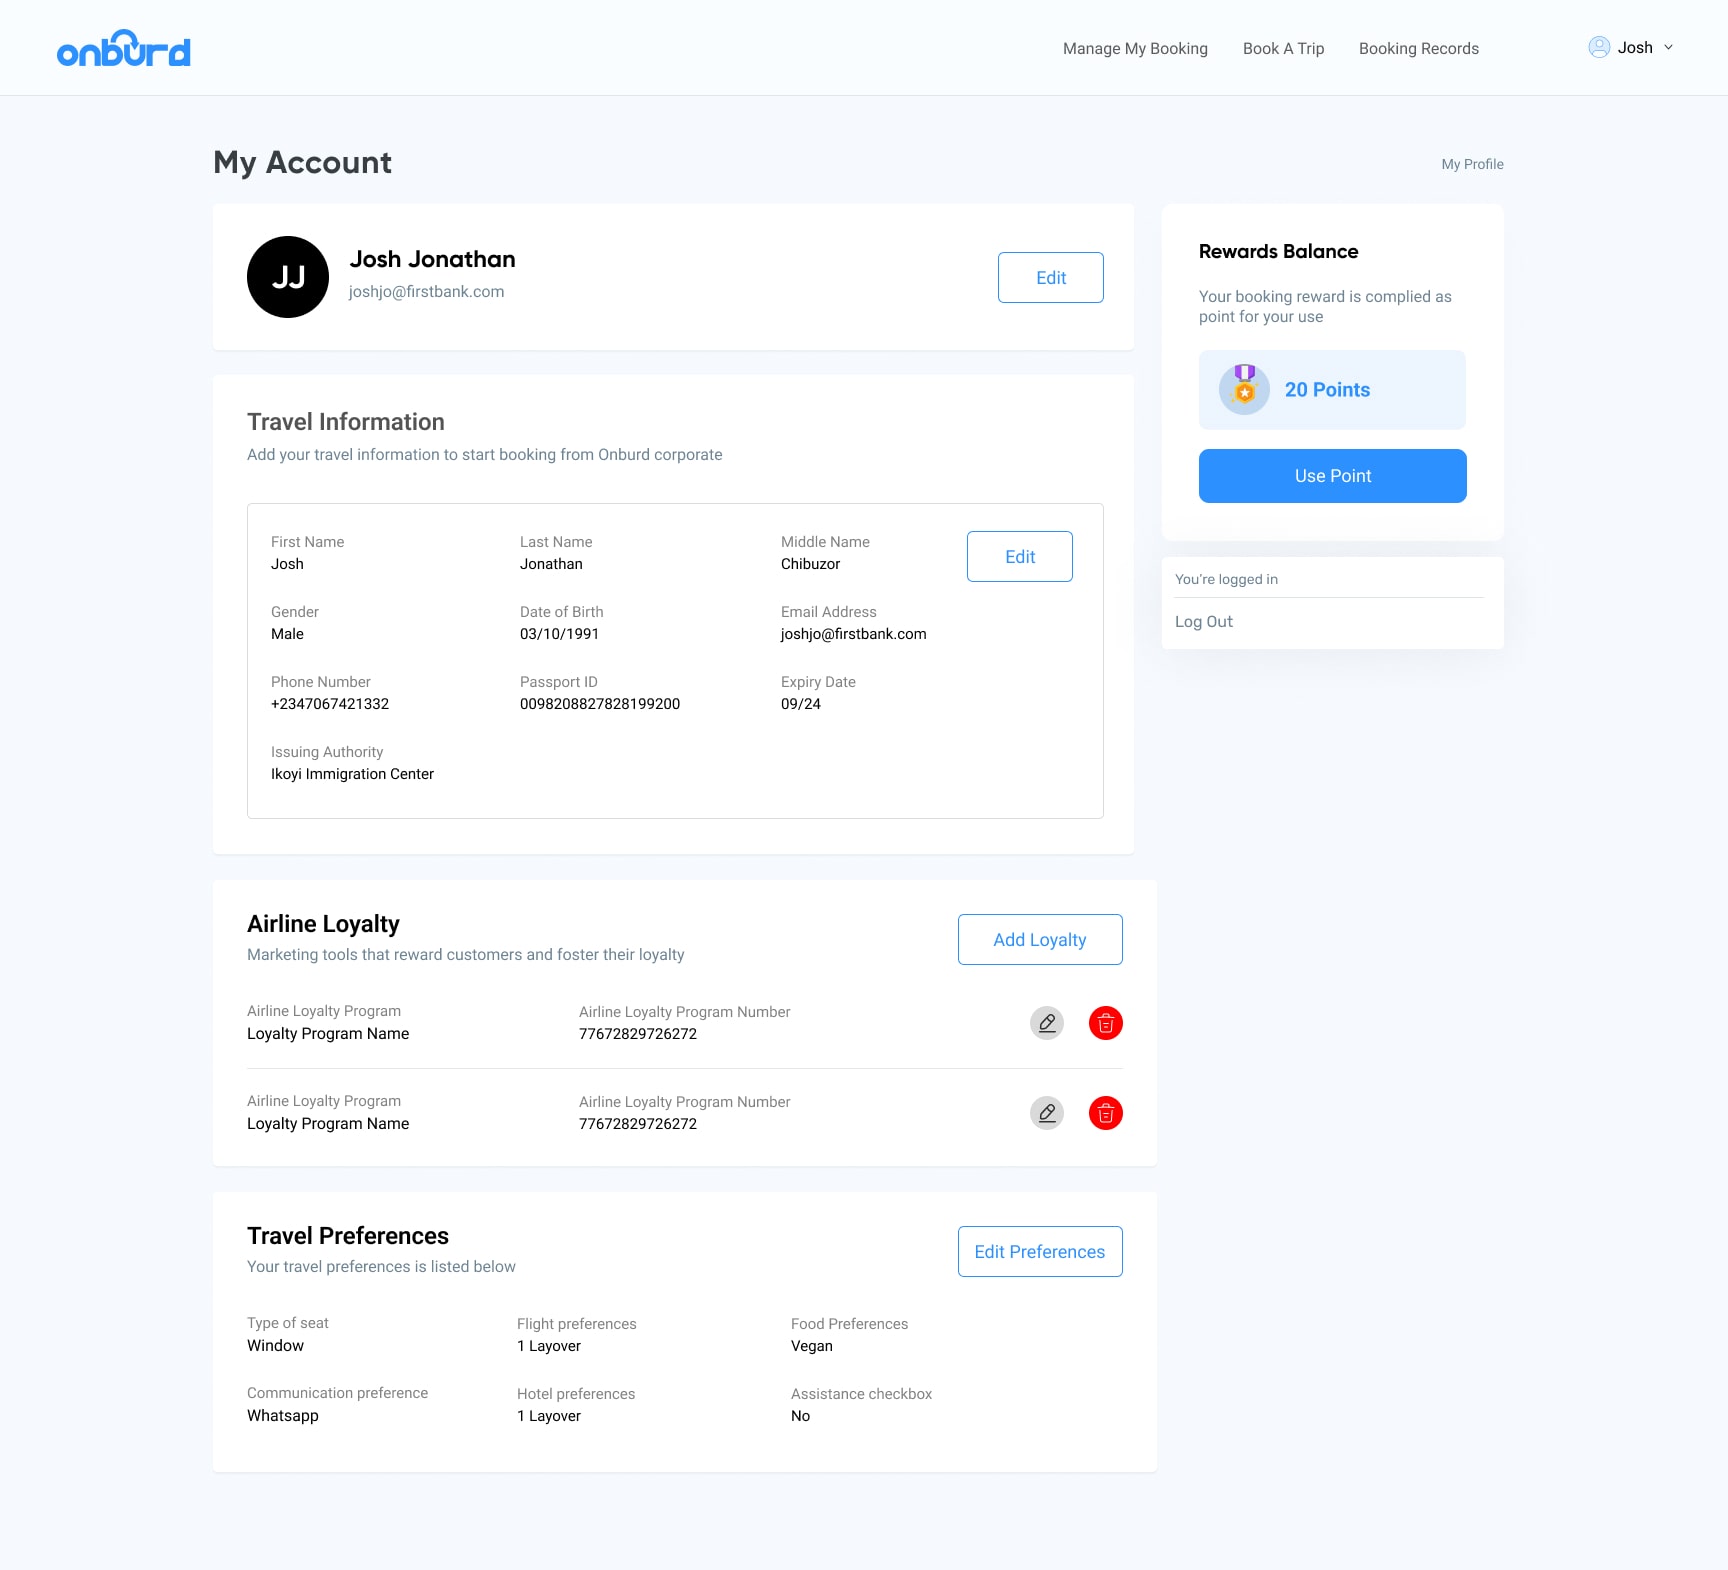 onburd
Manage My Booking
Book A Trip
Booking Records
Josh
My Account
My Profile
JJ
Josh Jonathan
joshjo@firstbank.com
Edit
Rewards Balance
Your booking reward is complied as
point for your use
20 Points
Use Point
You're logged in
Log Out
Travel Information
Add your travel information to start booking from Onburd corporate
Edit
First Name
Josh
Last Name
Jonathan
Middle Name
Chibuzor
Gender
Male
Date of Birth
03/10/1991
Email Address
joshjo@firstbank.com
Phone Number
+2347067421332
Passport ID
0098208827828199200
Expiry Date
09/24
Issuing Authority
Ikoyi Immigration Center
Airline Loyalty
Marketing tools that reward customers and foster their loyalty
Add Loyalty
Airline Loyalty Program
Loyalty Program Name
Airline Loyalty Program Number
77672829726272
Airline Loyalty Program
Loyalty Program Name
Airline Loyalty Program Number
77672829726272
Travel Preferences
Your travel preferences is listed below
Edit Preferences
Type of seat
Window
Flight preferences
1 Layover
Food Preferences
Vegan
Communication preference
Whatsapp
Hotel preferences
1 Layover
Assistance checkbox
No